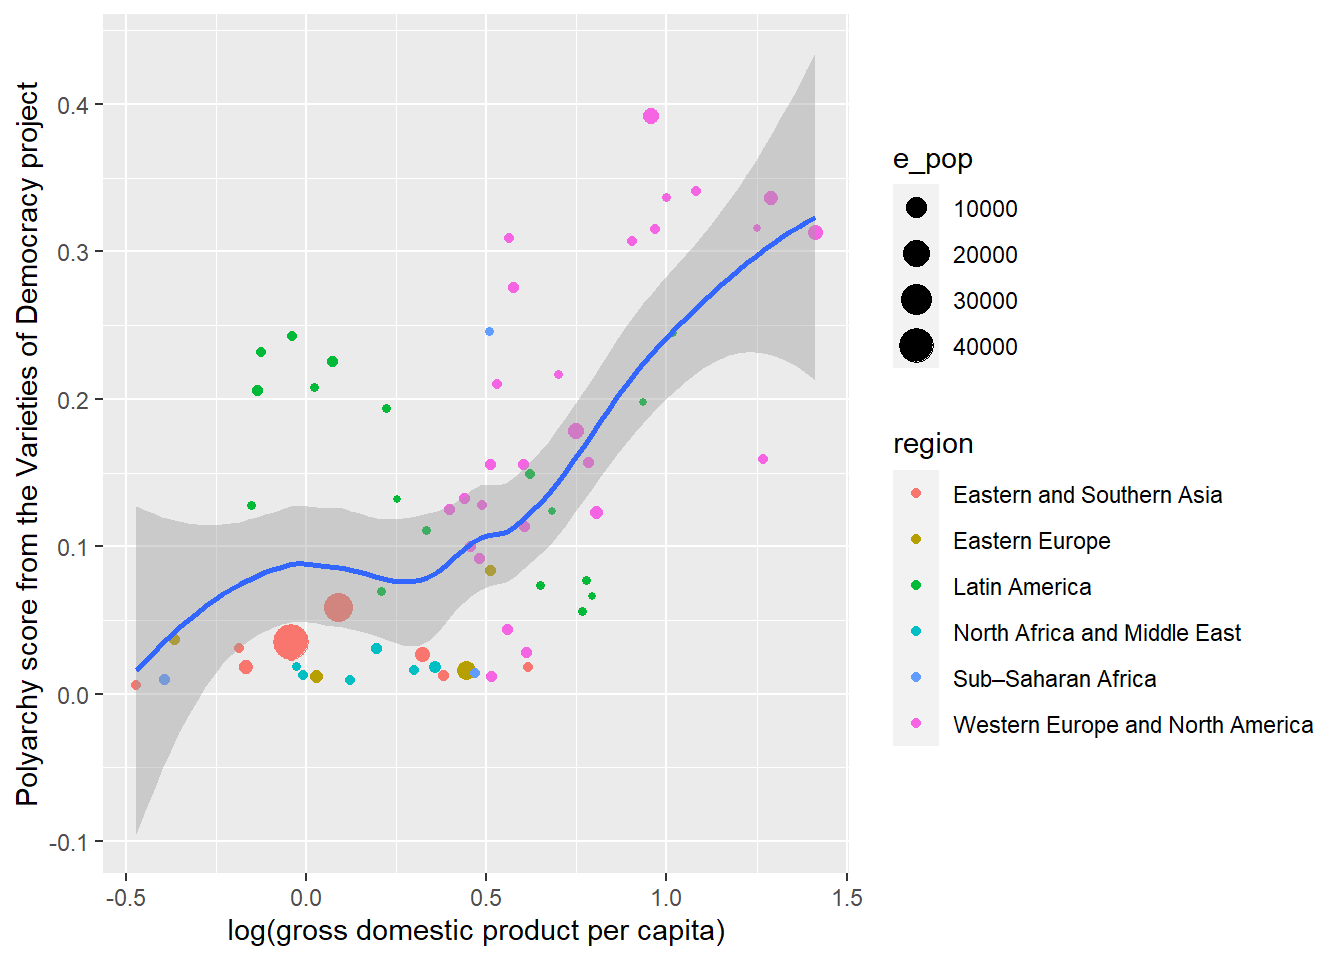 Polyarchy score from the Varieties of Democracy project
0.4
0.3
0.2
0.1
0.0
-0.1
-0.5
0.0
0.5
1.0
1.5
log(gross domestic product per capita)
e_pop
10000
20000
30000
40000
region
Eastern and Southern Asia
Eastern Europe
Latin America
North Africa and Middle East
Sub–Saharan Africa
Western Europe and North America